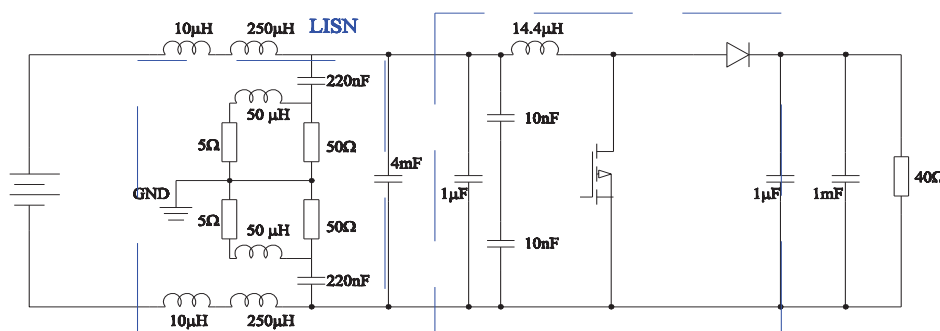 10μH 250μH LISN 14.4μH
220nF
50 μH 10nF
5Ω 50Ω
GND 4mF 1μF 1μF 1mF 40Ω
5Ω 50 μH 50Ω
10nF
220nF
10μH 250μH